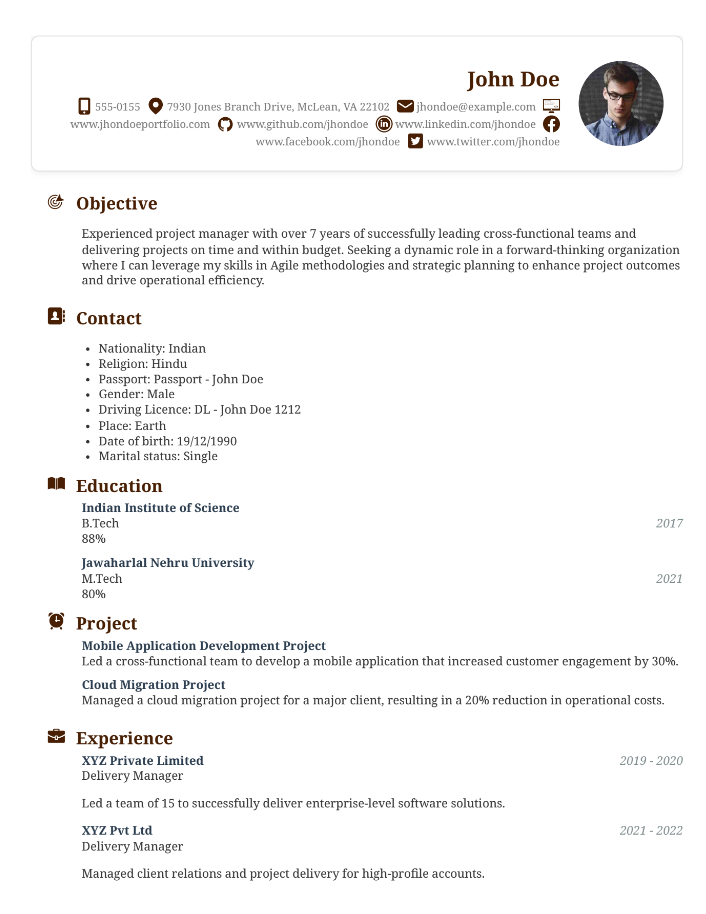 John Doe
555-0155 7930 Jones Branch Drive, McLean, VA 22102 jhondoe@example.com
www.jhondoeportfolio.com www.github.com/jhondoe www.linkedin.com/jhondoe
www.facebook.com/jhondoe www.twitter.com/jhondoe
Objective
Experienced project manager with over 7 years of successfully leading cross-functional teams and
delivering projects on time and within budget. Seeking a dynamic role in a forward-thinking organization
where I can leverage my skills in Agile methodologies and strategic planning to enhance project outcomes
and drive operational efficiency.
Contact
• Nationality: Indian
• Religion: Hindu
• Passport: Passport - John Doe
• Gender: Male
• Driving Licence: DL - John Doe 1212
• Place: Earth
• Date of birth: 19/12/1990
• Marital status: Single
Education
Indian Institute of Science
B.Tech 2017
88%
Jawaharlal Nehru University
M.Tech 2021
80%
Project
Mobile Application Development Project
Led a cross-functional team to develop a mobile application that increased customer engagement by 30%.
Cloud Migration Project
Managed a cloud migration project for a major client, resulting in a 20% reduction in operational costs.
Experience
XYZ Private Limited 2019 - 2020
Delivery Manager
Led a team of 15 to successfully deliver enterprise-level software solutions.
XYZ Pvt Ltd 2021 - 2022
Delivery Manager
Managed client relations and project delivery for high-profile accounts.